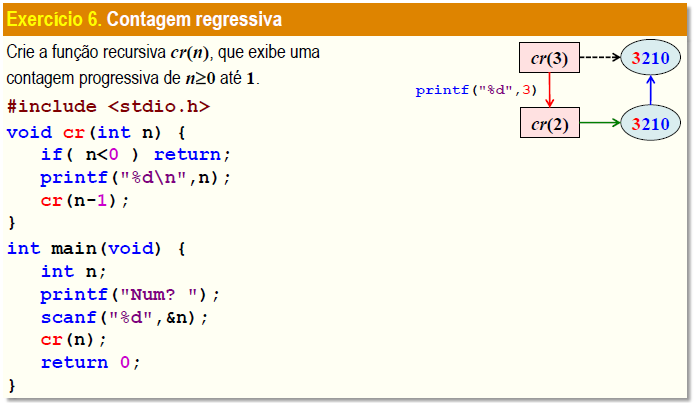 Exercício 6. Contagem regressiva
Crie a função recursiva cr(n), que exibe uma
contagem progressiva de n≥0 até 1.
#include <stdio.h>
void cr(int n) {
   if( n<0 ) return;
   printf("%d\n",n);
   cr(n-1);
}
int main(void) {
   int n;
   printf("Num? ");
   scanf("%d",&n);
   cr(n);
   return 0;
}
cr(3)
3210
printf("%d",3)
cr(2)
3210